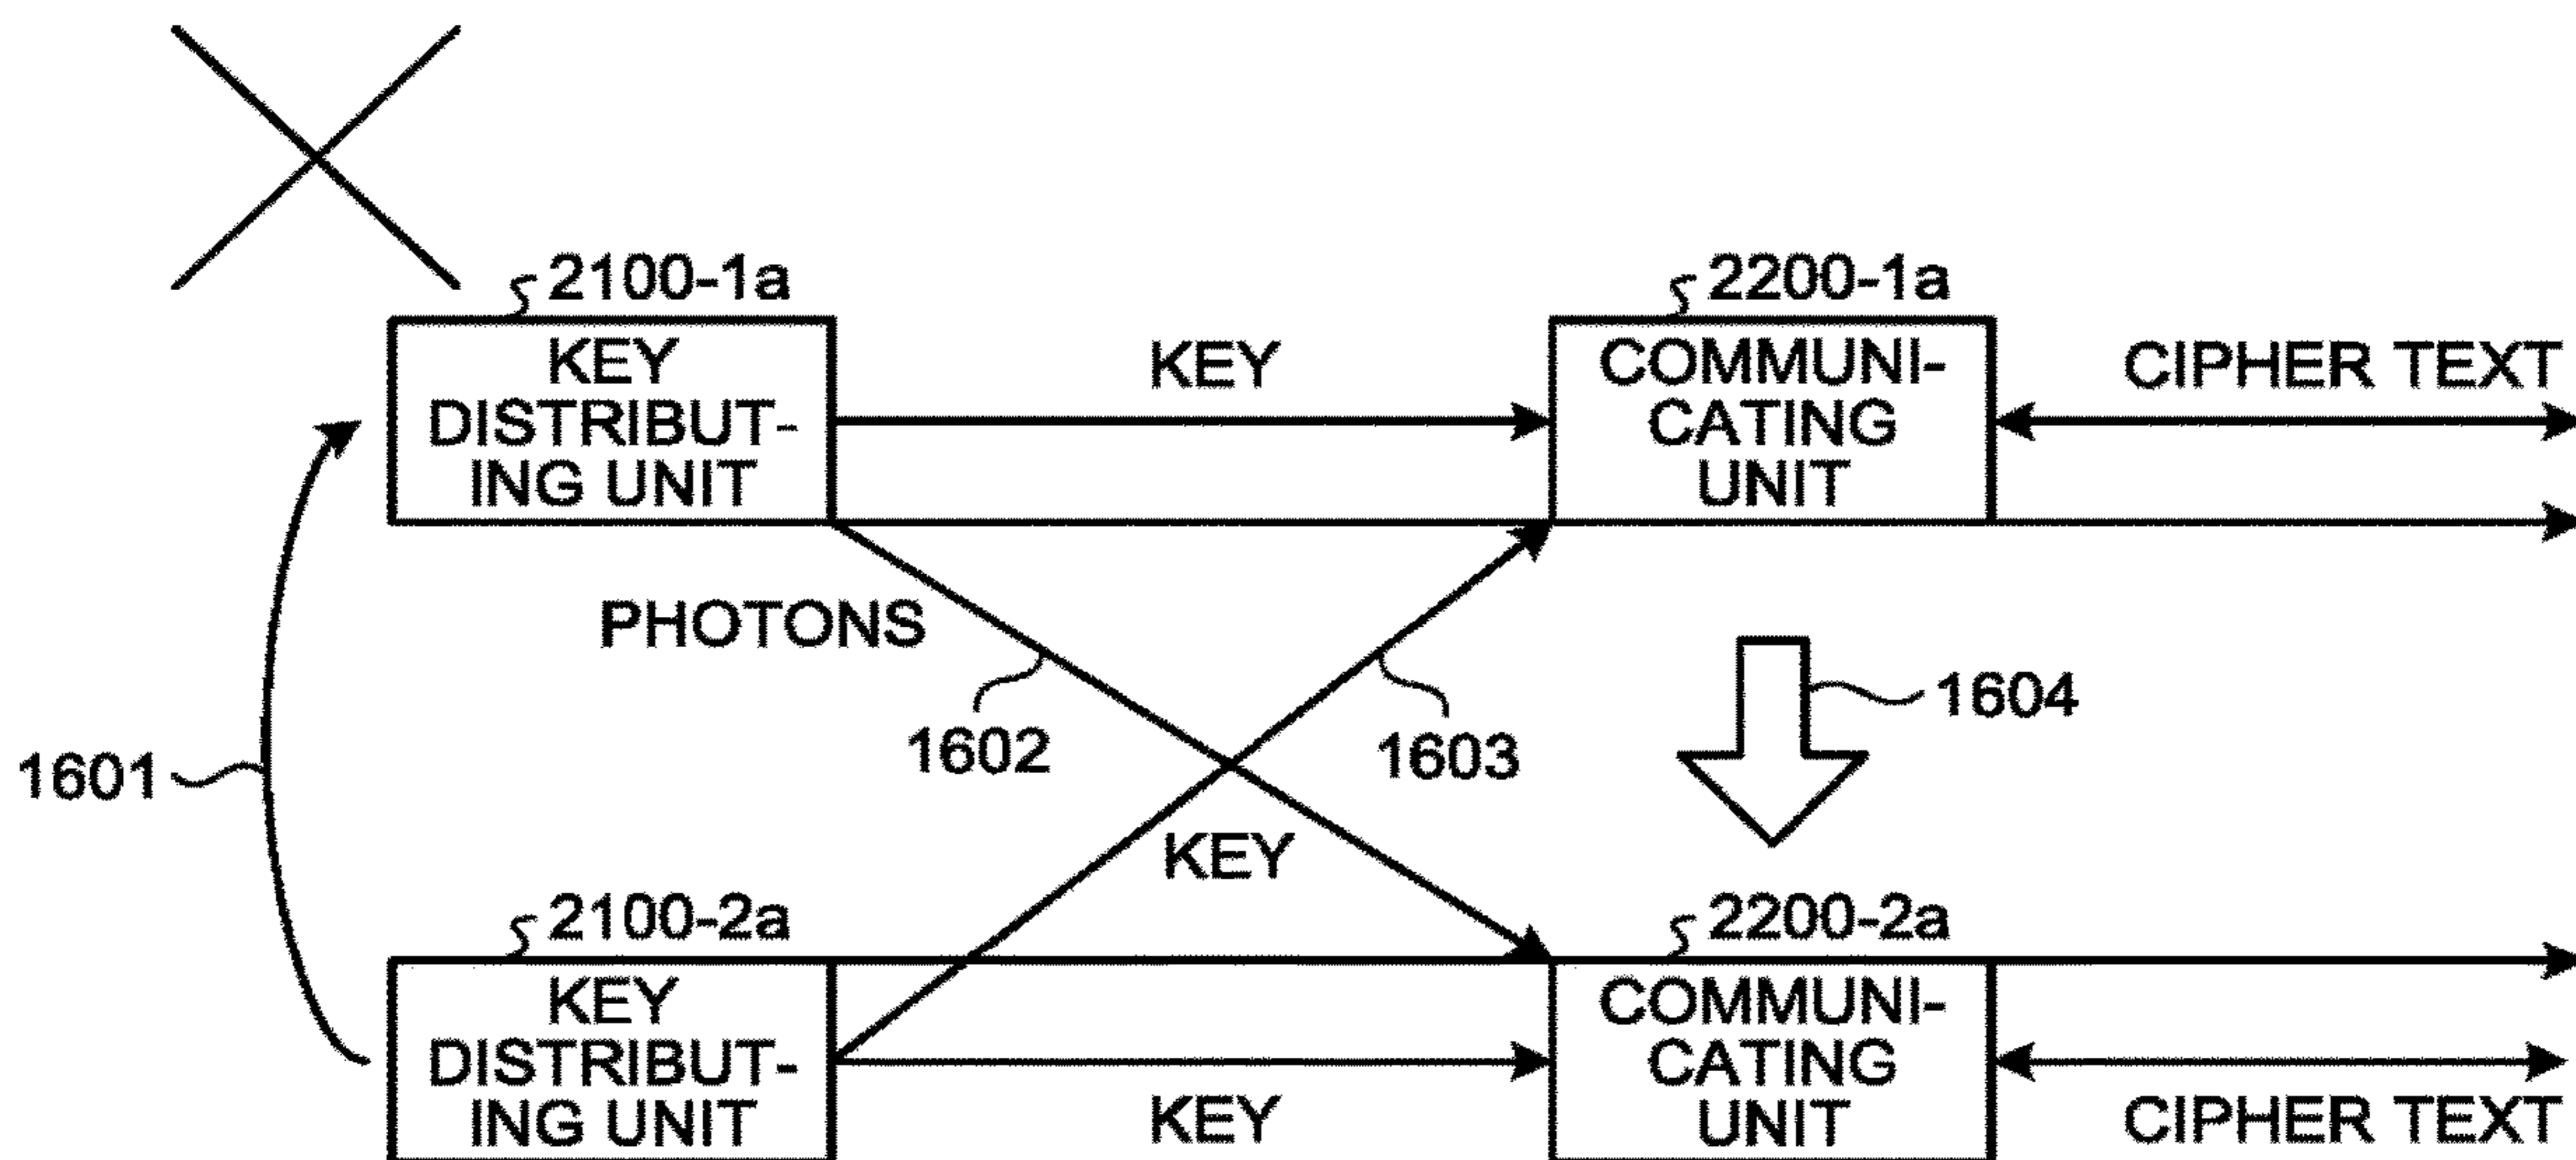 2100-1a
2200-1a
KEY
DISTRIBUT-
ING UNIT
KEY
COMMUNI-
CATING
UNIT
CIPHER TEXT
PHOTONS
1601
1602
1603
1604
KEY
2100-2a
2200-2a
KEY
DISTRIBUT-
ING UNIT
KEY
COMMUNI-
CATING
UNIT
CIPHER TEXT